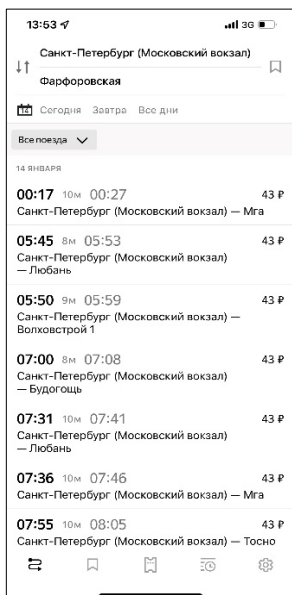 13:53
3G
Санкт-Петербург (Московский вокзал)
Фарфоровская
14 Сегодня Завтра Все дни
Все поезда
14 ЯНВАРЯ
00:17 10м 00:27 43 ₽
Санкт-Петербург (Московский вокзал) — Мга
05:45 8м 05:53 43 ₽
Санкт-Петербург (Московский вокзал)
— Любань
05:50 9м 05:59 43 ₽
Санкт-Петербург (Московский вокзал) —
Волховстрой 1
07:00 8м 07:08 43 ₽
Санкт-Петербург (Московский вокзал)
— Будогощь
07:31 10м 07:41 43 ₽
Санкт-Петербург (Московский вокзал)
— Любань
07:36 10м 07:46 43 ₽
Санкт-Петербург (Московский вокзал) — Мга
07:55 10м 08:05 43 ₽
Санкт-Петербург (Московский вокзал) — Тосно